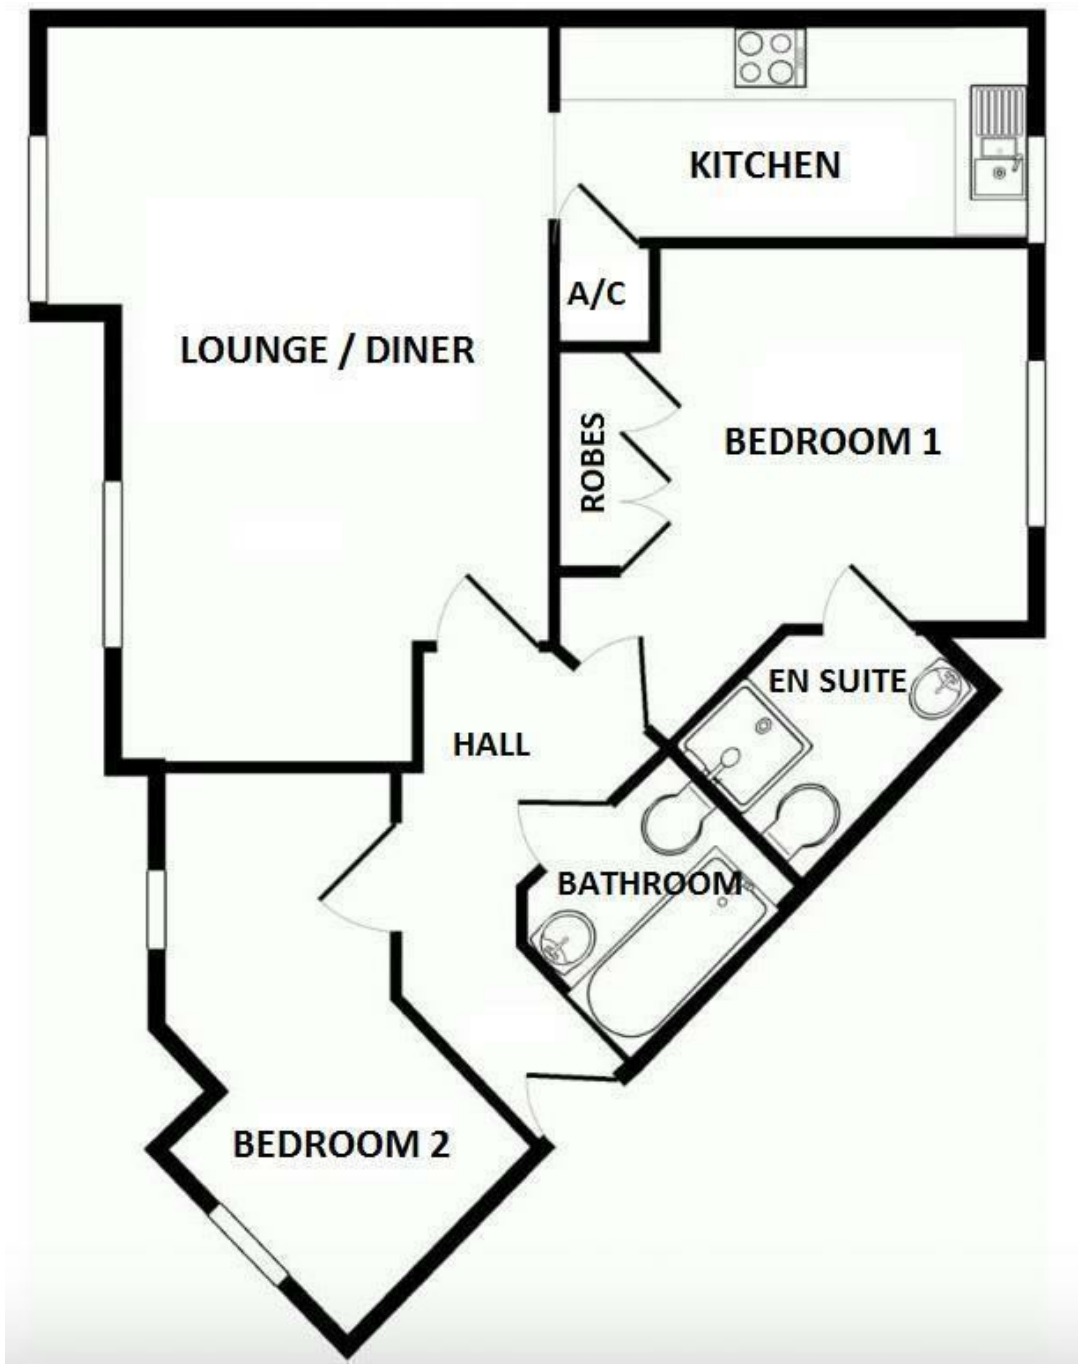 KITCHEN
A/C
LOUNGE / DINER
ROBES
BEDROOM 1
EN SUITE
HALL
BATHROOM
BEDROOM 2